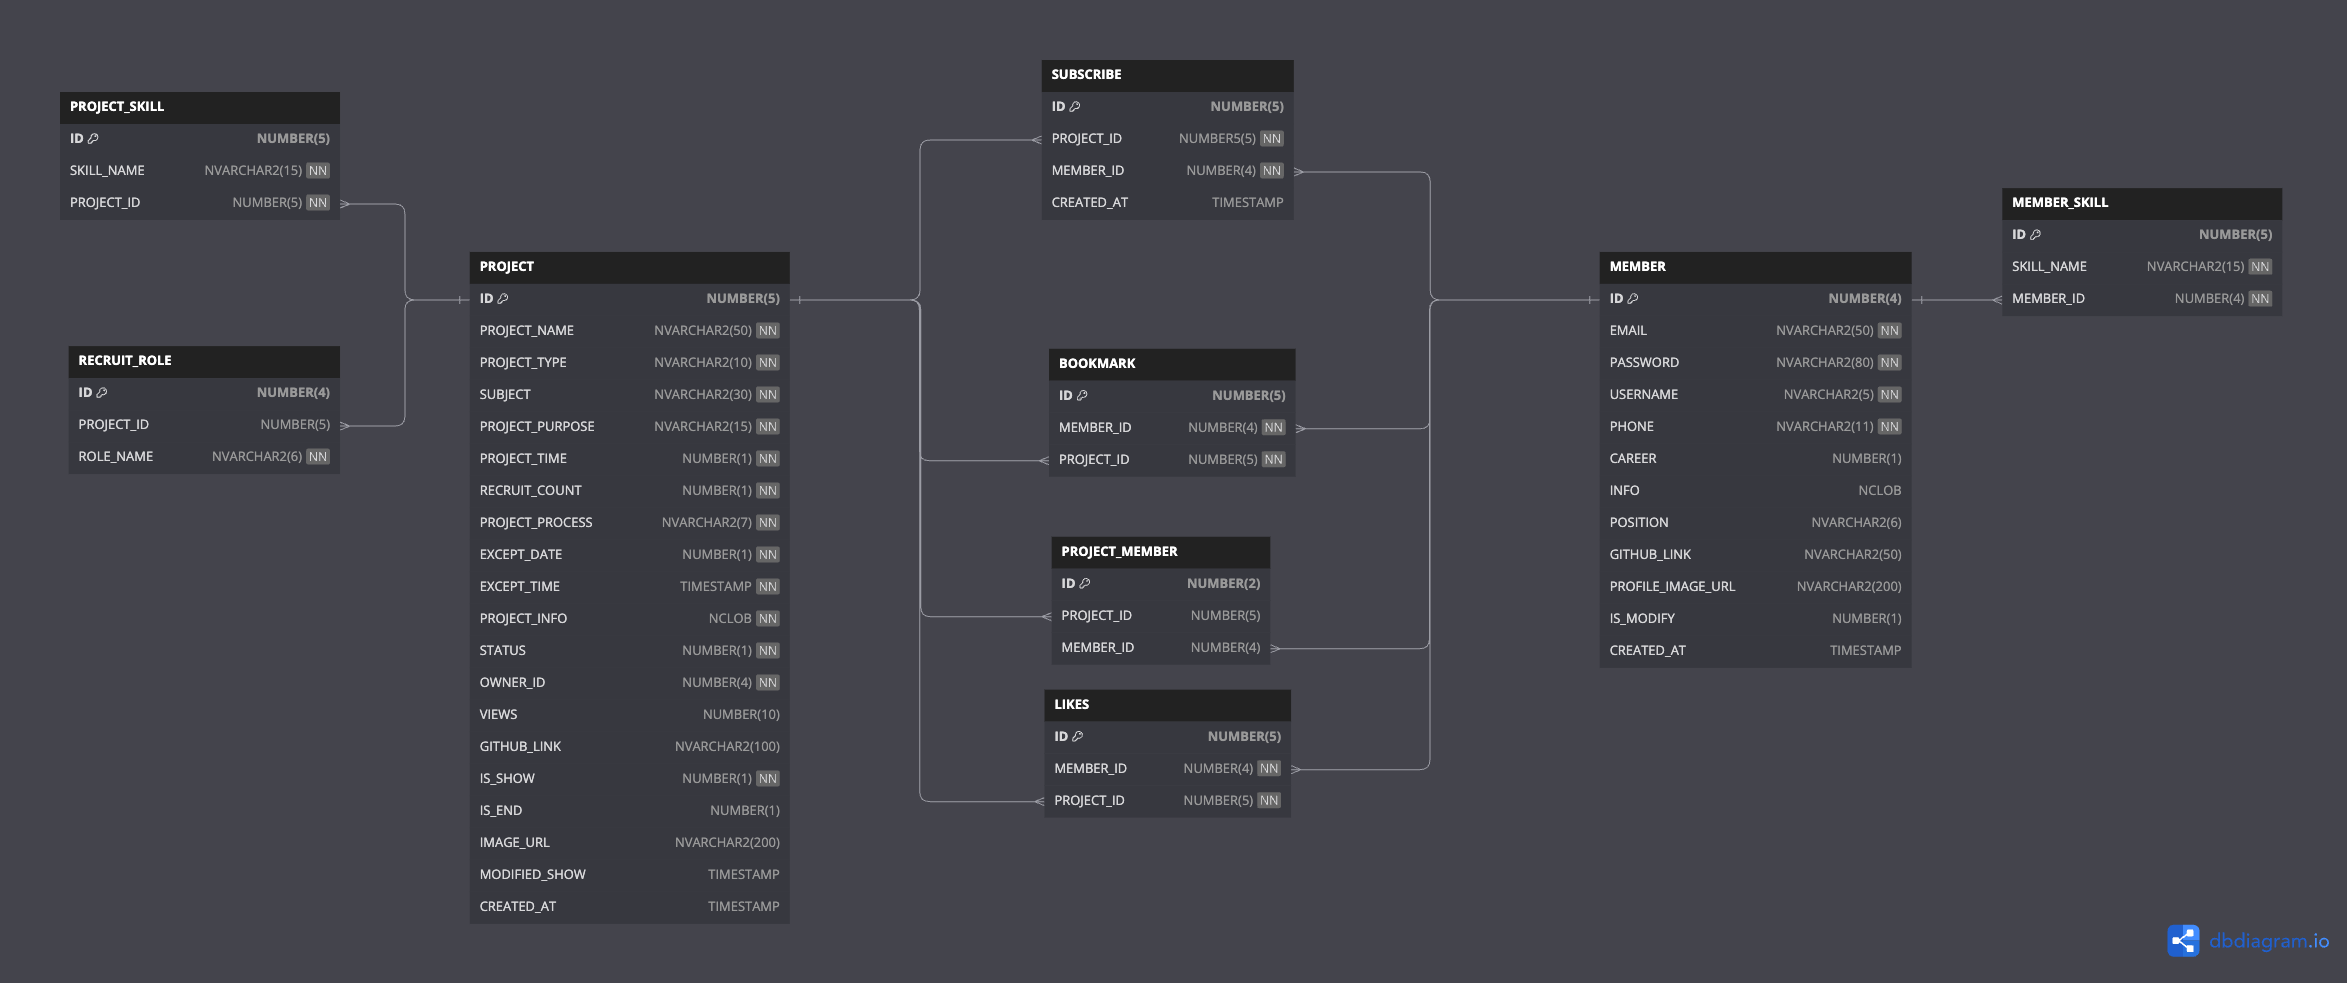 PROJECT_SKILL
ID NUMBER(5)
SKILL_NAME NVARCHAR2(15) NN
PROJECT_ID NUMBER(5) NN
RECRUIT_ROLE
ID NUMBER(4)
PROJECT_ID NUMBER(5)
ROLE_NAME NVARCHAR2(6) NN
PROJECT
ID NUMBER(5)
PROJECT_NAME NVARCHAR2(50) NN
PROJECT_TYPE NVARCHAR2(10) NN
SUBJECT NVARCHAR2(30) NN
PROJECT_PURPOSE NVARCHAR2(15) NN
PROJECT_TIME NUMBER(1) NN
RECRUIT_COUNT NUMBER(1) NN
PROJECT_PROCESS NVARCHAR2(7) NN
EXCEPT_DATE NUMBER(1) NN
EXCEPT_TIME TIMESTAMP NN
PROJECT_INFO NCLOB NN
STATUS NUMBER(1) NN
OWNER_ID NUMBER(4) NN
VIEWS NUMBER(10)
GITHUB_LINK NVARCHAR2(100)
IS_SHOW NUMBER(1) NN
IS_END NUMBER(1)
IMAGE_URL NVARCHAR2(200)
MODIFIED_SHOW TIMESTAMP
CREATED_AT TIMESTAMP
SUBSCRIBE
ID NUMBER(5)
PROJECT_ID NUMBER5(5) NN
MEMBER_ID NUMBER(4) NN
CREATED_AT TIMESTAMP
BOOKMARK
ID NUMBER(5)
MEMBER_ID NUMBER(4) NN
PROJECT_ID NUMBER(5) NN
PROJECT_MEMBER
ID NUMBER(2)
PROJECT_ID NUMBER(5)
MEMBER_ID NUMBER(4)
LIKES
ID NUMBER(5)
MEMBER_ID NUMBER(4) NN
PROJECT_ID NUMBER(5) NN
MEMBER
ID NUMBER(4)
EMAIL NVARCHAR2(50) NN
PASSWORD NVARCHAR2(80) NN
USERNAME NVARCHAR2(5) NN
PHONE NVARCHAR2(11) NN
CAREER NUMBER(1)
INFO NCLOB
POSITION NVARCHAR2(6)
GITHUB_LINK NVARCHAR2(50)
PROFILE_IMAGE_URL NVARCHAR2(200)
IS_MODIFY NUMBER(1)
CREATED_AT TIMESTAMP
MEMBER_SKILL
ID NUMBER(5)
SKILL_NAME NVARCHAR2(15) NN
MEMBER_ID NUMBER(4) NN
dbdiagram.io